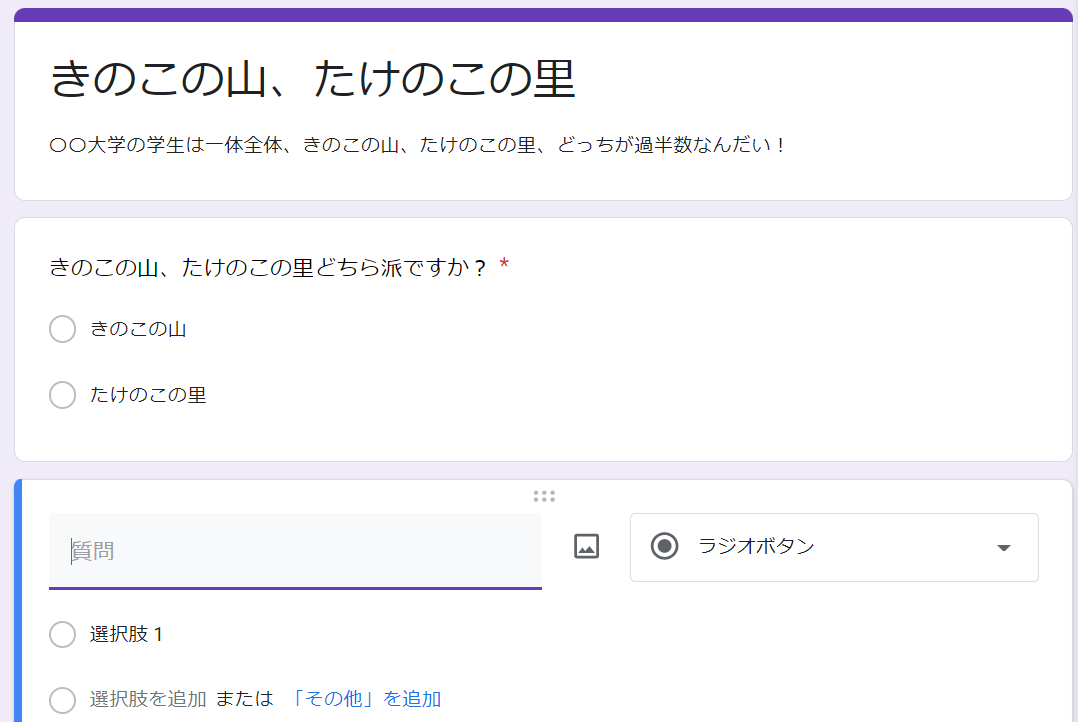 きのこの山、たけのこの里
〇〇大学の学生は一体全体、きのこの山、たけのこの里、どっちが過半数なんだい！
きのこの山、たけのこの里どちら派ですか？ *
きのこの山
たけのこの里
質問
ラジオボタン
選択肢 1
選択肢を追加 または 「その他」を追加